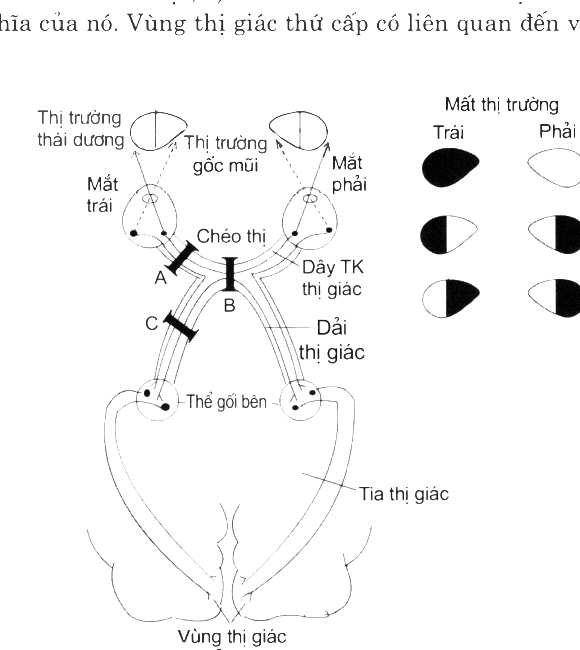 hĩa của nó. Vùng thị giác thứ cấp có liên quan đến v
Thị trường
thái dương
Thị trường
gốc mũi
Mắt
trái
Mắt
phải
Chéo thị
A
B
C
Dây TK
thị giác
Dải
thị giác
Thể gối bên
Tia thị giác
Vùng thị giác
Mất thị trường
Trái
Phải